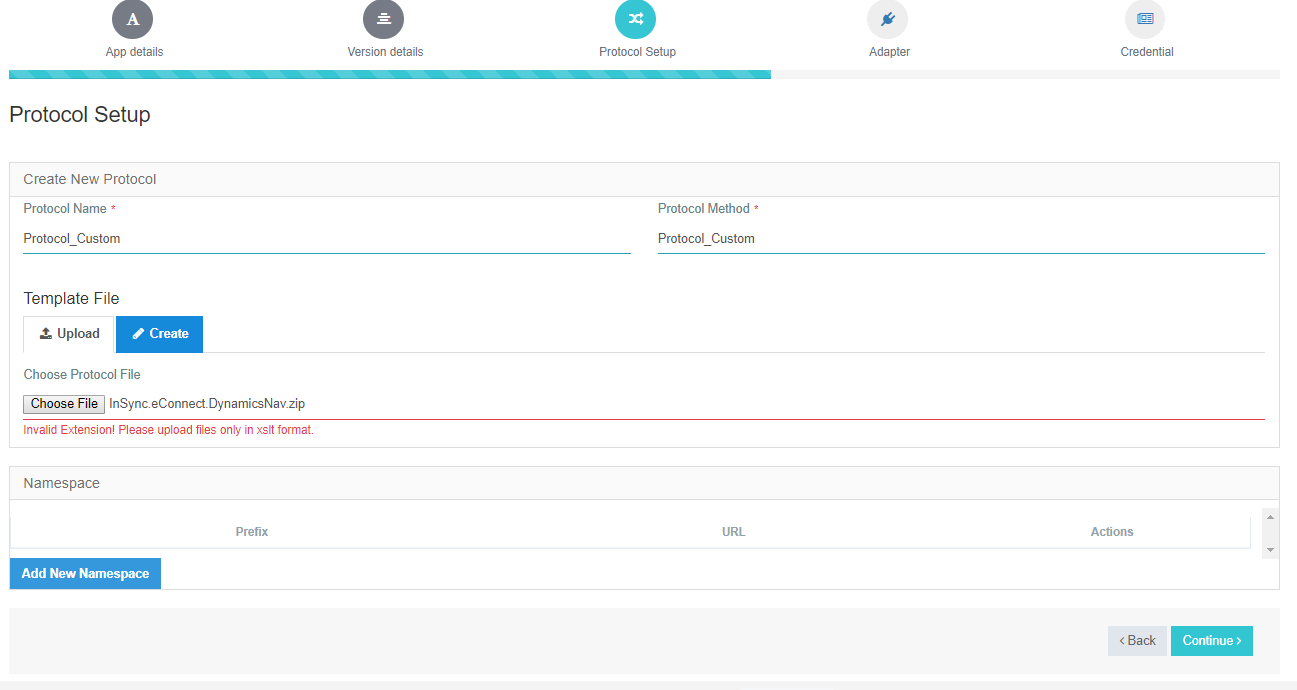 A
App details
Version details
Protocol Setup
Adapter
Credential
Protocol Setup
Create New Protocol
Protocol Name *
Protocol Method *
Protocol_Custom
Protocol_Custom
Template File
Upload
Create
Choose Protocol File
Choose File InSync.eConnect.DynamicsNav.zip
Invalid Extension! Please upload files only in xslt format.
Namespace
Prefix
URL
Actions
Add New Namespace
‹ Back
Continue ›